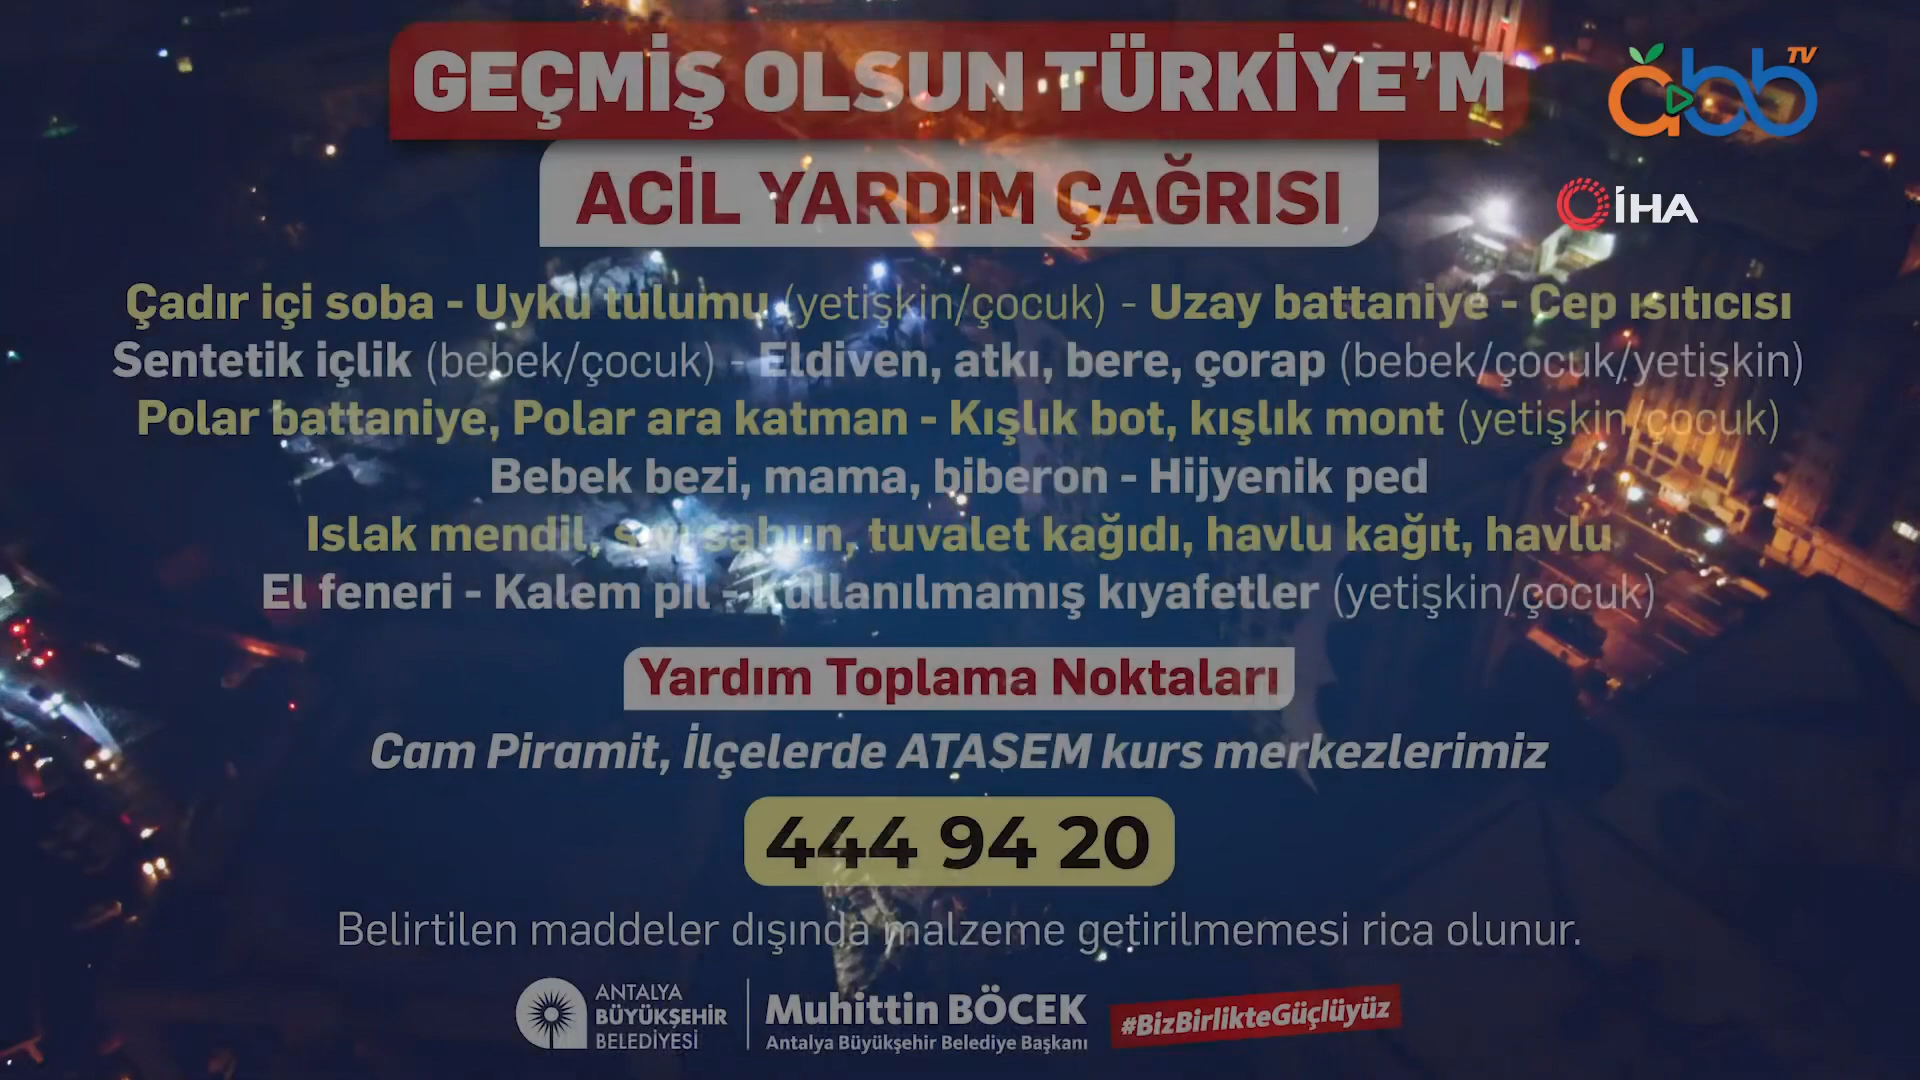 GEÇMİŞ OLSUN TÜRKİYE'M
abb TV
ACİL YARDIM ÇAĞRISI
İHA
Çadır içi soba - Uyku tulumu (yetişkin/çocuk) - Uzay battaniye - Cep ısıtıcısı
Sentetik içlik (bebek/çocuk) - Eldiven, atkı, bere, çorap (bebek/çocuk/yetişkin)
Polar battaniye, Polar ara katman - Kışlık bot, kışlık mont (yetişkin/çocuk)
Bebek bezi, mama, biberon - Hijyenik ped
Islak mendil, sıvı sabun, tuvalet kağıdı, havlu kağıt, havlu
El feneri - Kalem pil - Kullanılmamış kıyafetler (yetişkin/çocuk)
Yardım Toplama Noktaları
Cam Piramit, İlçelerde ATASEM kurs merkezlerimiz
444 94 20
Belirtilen maddeler dışında malzeme getirilmemesi rica olunur.
ANTALYA
BÜYÜKŞEHİR
BELEDİYESİ
Muhittin BÖCEK
Antalya Büyükşehir Belediye Başkanı
#BizBirlikteGüçlüyüz